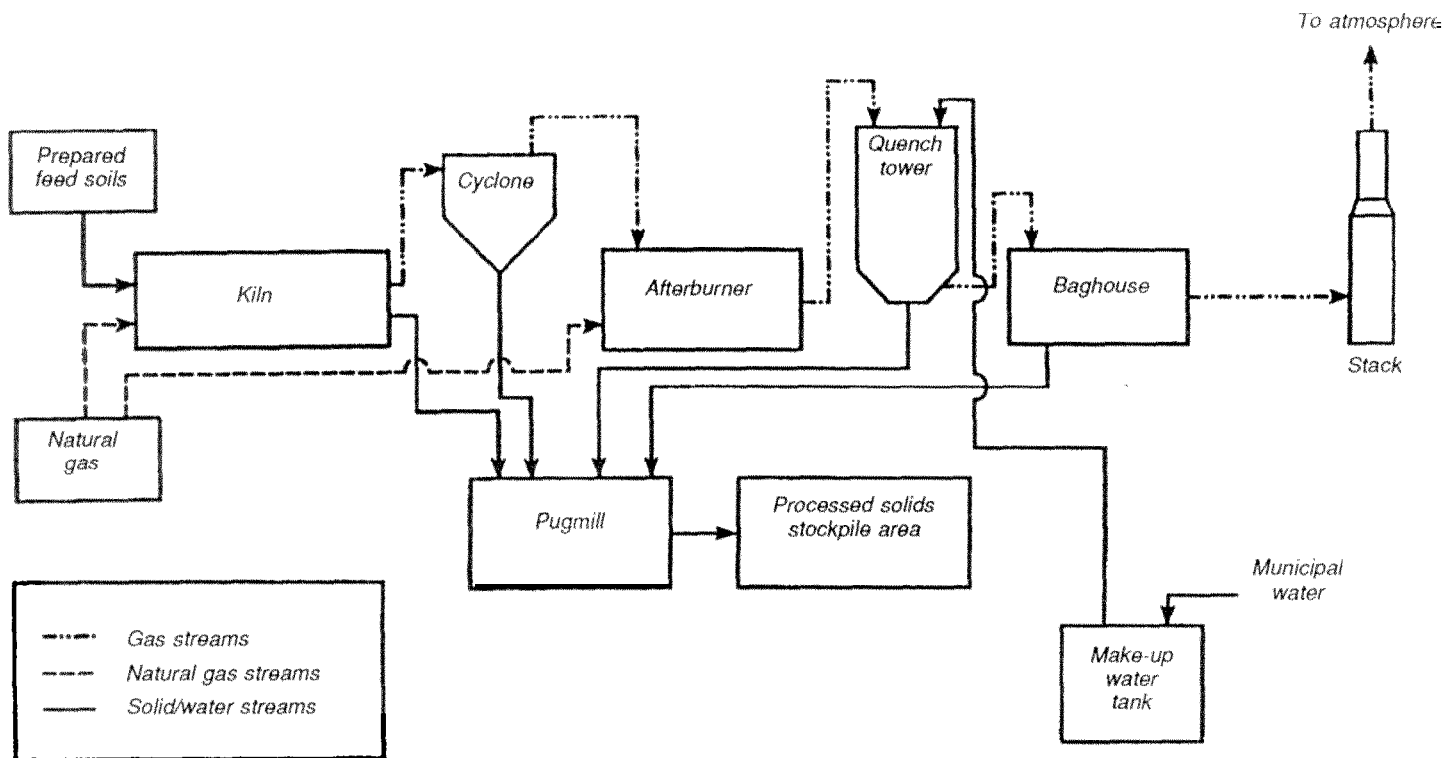 To atmosphere
Prepared
feed soils
Cyclone
Quench
tower
Kiln
Afterburner
Baghouse
Stack
Natural
gas
Pugmill
Processed solids
stockpile area
Municipal
water
Make-up
water
tank
Gas streams
Natural gas streams
Solid/water streams